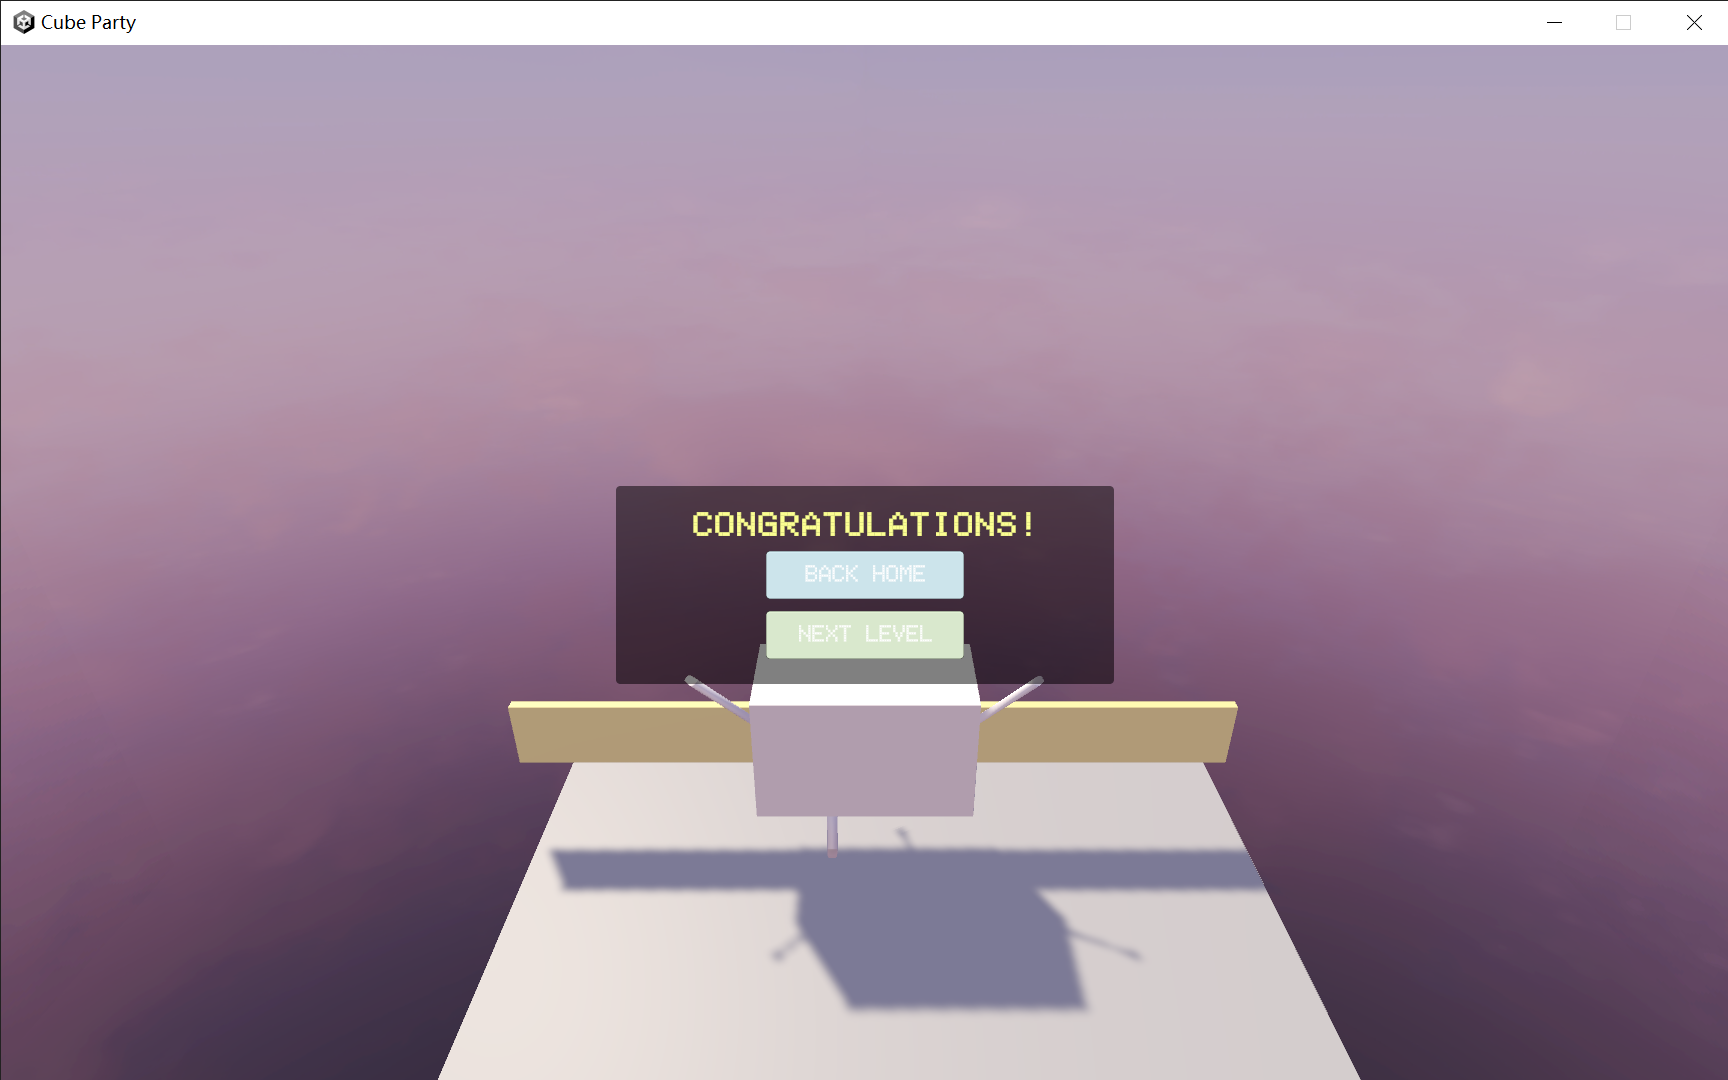 Cube Party
CONGRATULATIONS!
BACK HOME
NEXT LEVEL